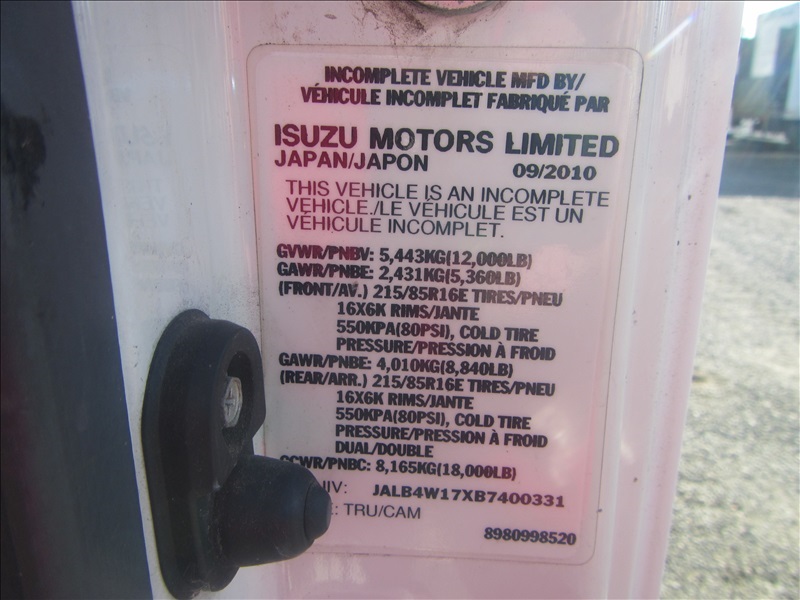 INCOMPLETE VEHICLE MFD BY/
VÉHICULE INCOMPLET FABRIQUÉ PAR
ISUZU MOTORS LIMITED
JAPAN/JAPON 09/2010
THIS VEHICLE IS AN INCOMPLETE
VEHICLE./LE VÉHICULE EST UN
VÉHICULE INCOMPLET.
GVWR/PNBV: 5,443KG(12,000LB)
GAWR/PNBE: 2,431KG(5,360LB)
(FRONT/AV.) 215/85R16E TIRES/PNEU
16X6K RIMS/JANTE
550KPA(80PSI), COLD TIRE
PRESSURE/PRESSION À FROID
GAWR/PNBE: 4,010KG(8,840LB)
(REAR/ARR.) 215/85R16E TIRES/PNEU
16X6K RIMS/JANTE
550KPA(80PSI), COLD TIRE
PRESSURE/PRESSION À FROID
DUAL/DOUBLE
GCWR/PNBC: 8,165KG(18,000LB)
NIV: JALB4W17XB7400331
: TRU/CAM
8980998520